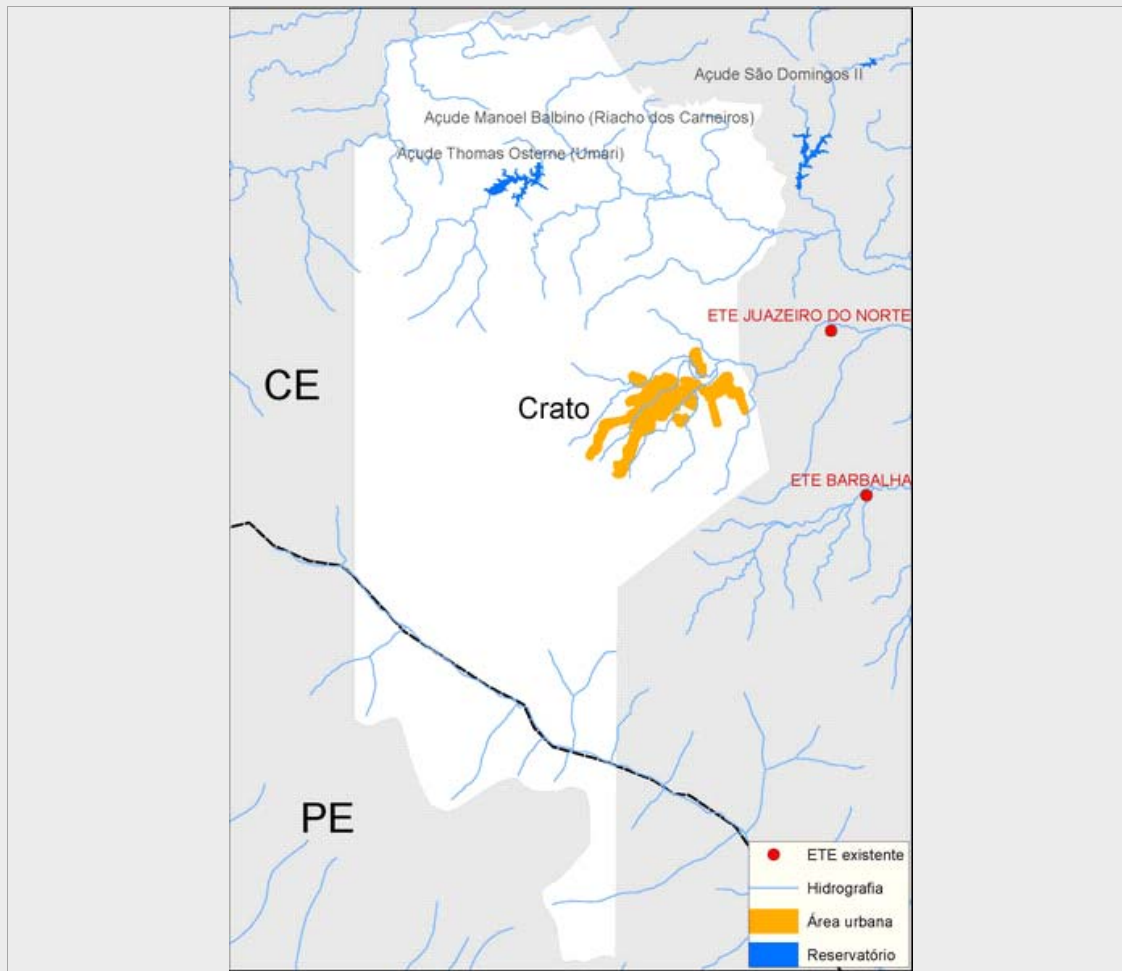 Açude São Domingos II
Açude Manoel Balbino (Riacho dos Carneiros)
Açude Thomas Osterne (Umari)
ETE JUAZEIRO DO NORTE
CE
Crato
ETE BARBALHA
PE
ETE existente
Hidrografia
Área urbana
Reservatório